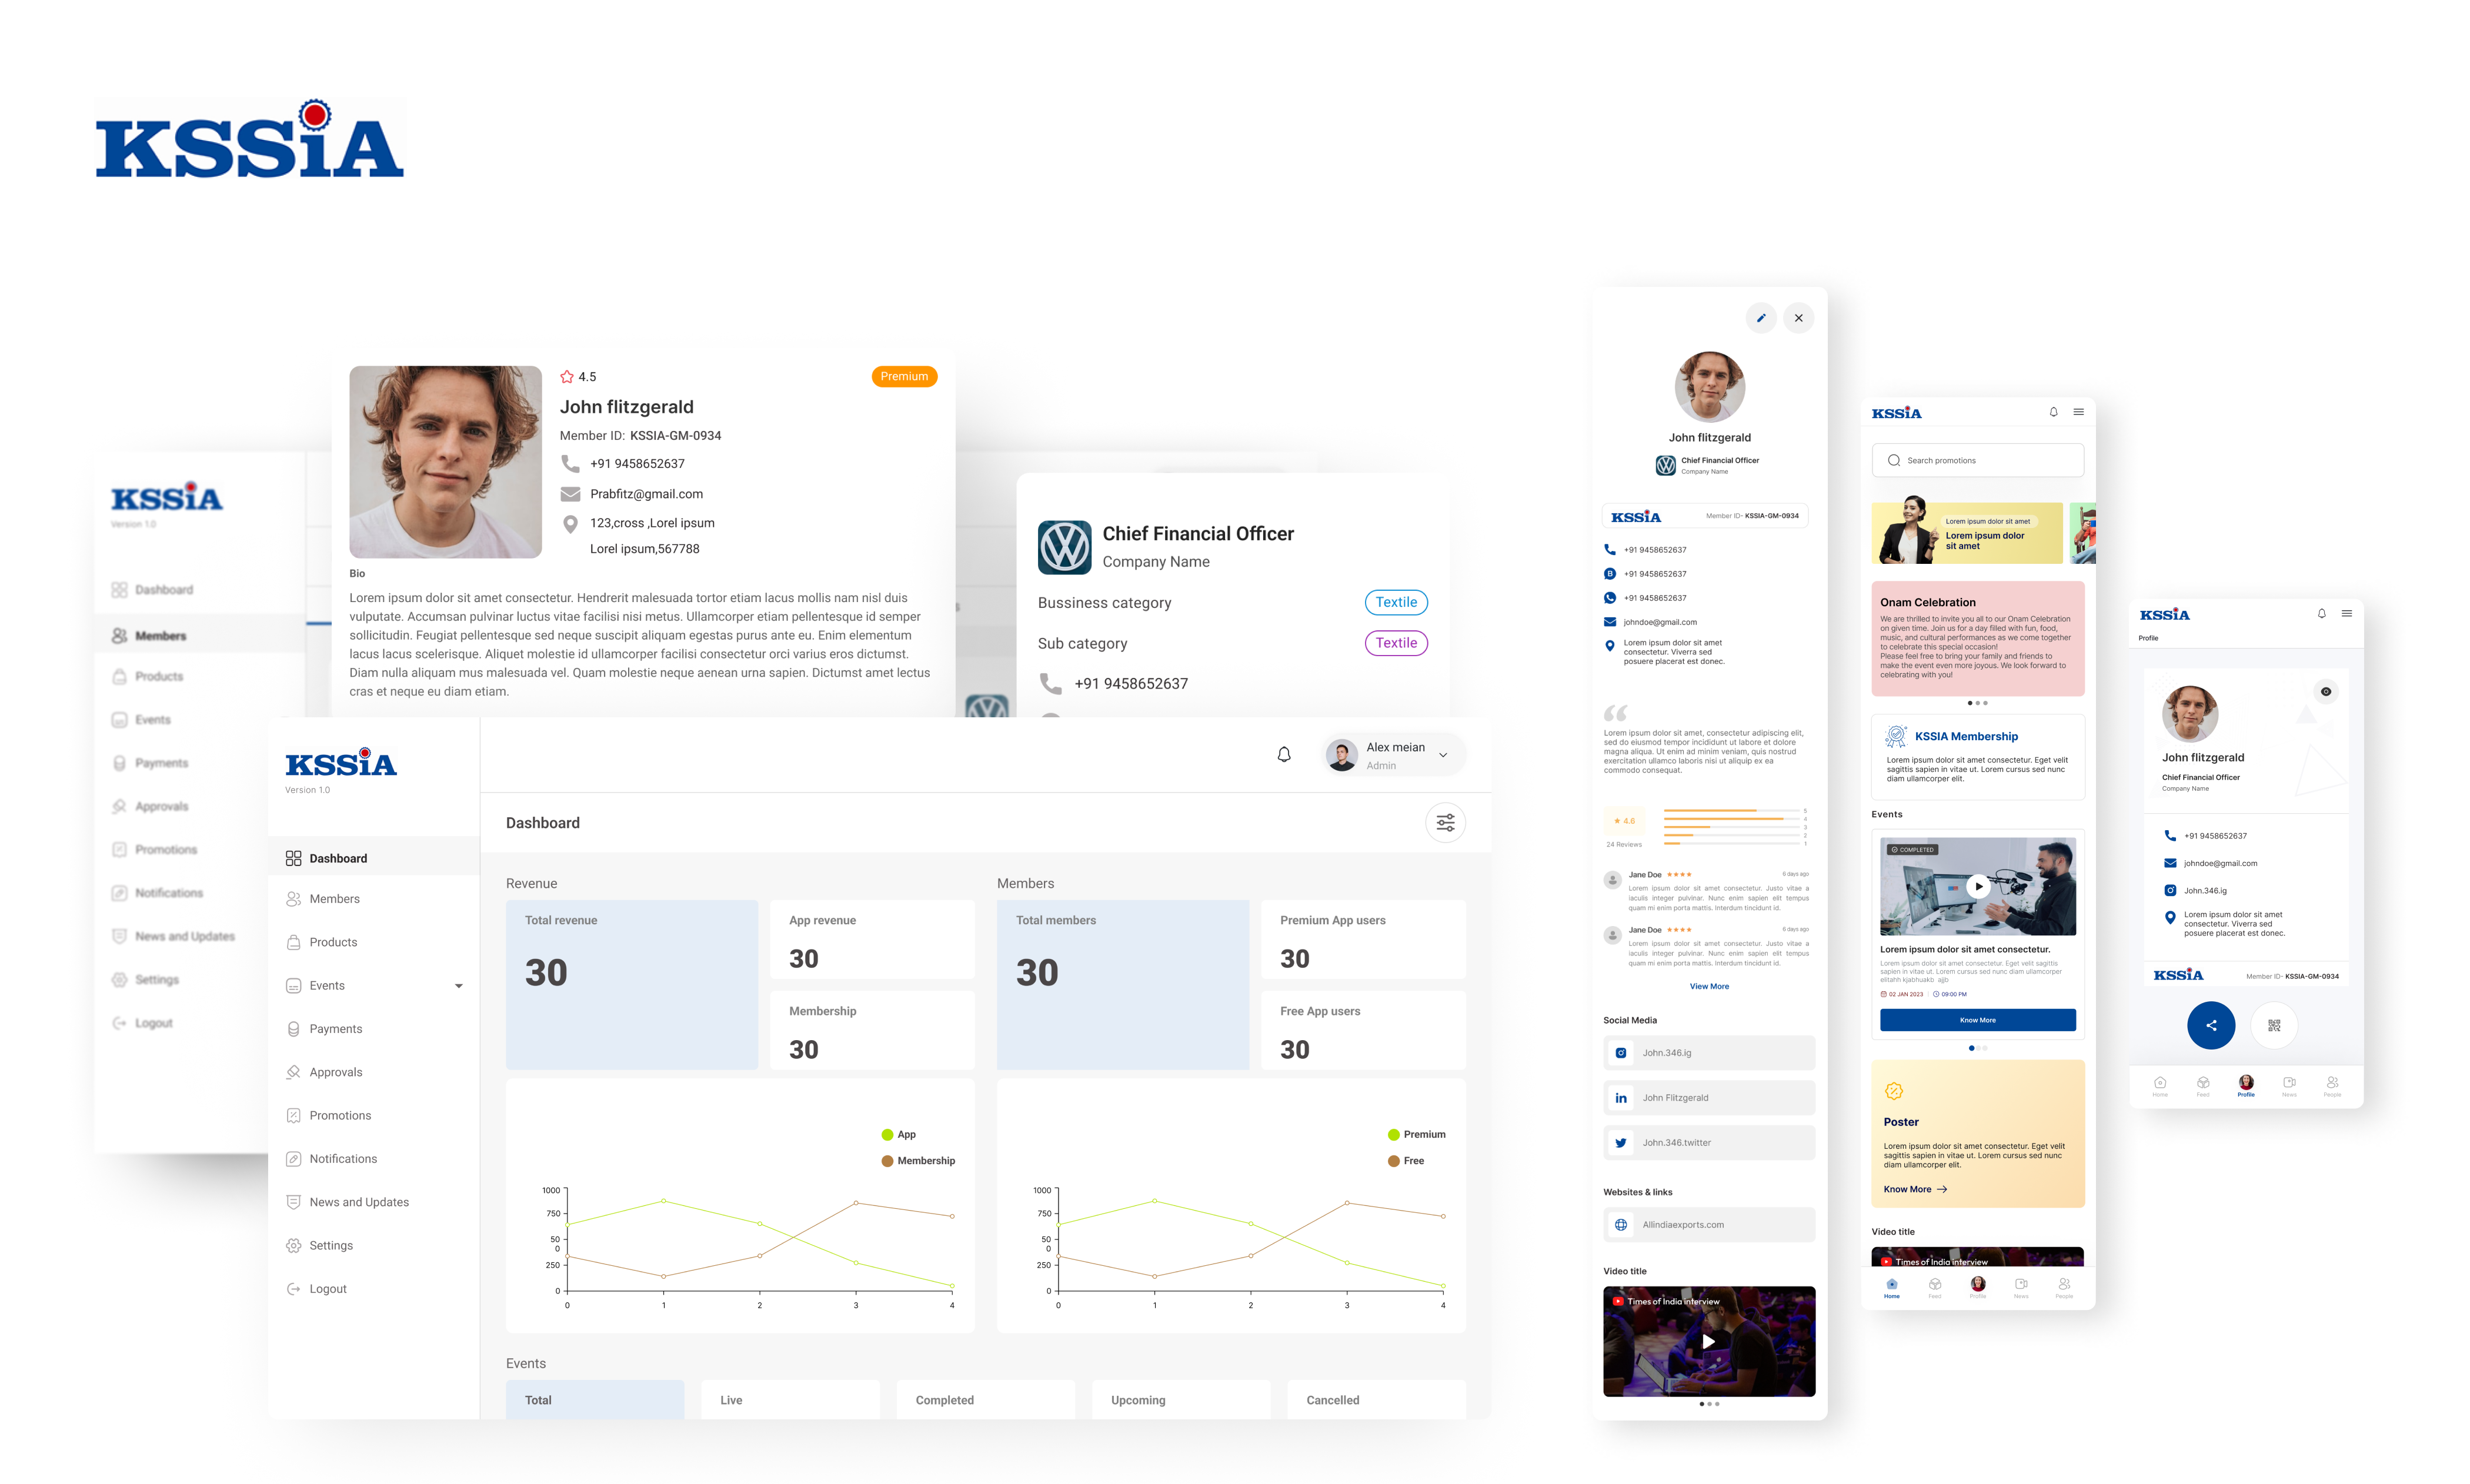 KSSiA
KSSiA
Version 1.0
Dashboard
Members
Products
Events
Payments
Approvals
Promotions
Notifications
News and Updates
Settings
Logout
4.5
Premium
John flitzgerald
Member ID: KSSIA-GM-0934
+91 9458652637
Prabfitz@gmail.com
123,cross ,Lorel ipsum
Lorel ipsum,567788
Bio
Lorem ipsum dolor sit amet consectetur. Hendrerit malesuada tortor etiam lacus mollis nam nisl duis
vulputate. Accumsan pulvinar luctus vitae facilisi nisi metus. Ullamcorper etiam pellentesque id semper
sollicitudin. Feugiat pellentesque sed neque suscipit aliquam egestas purus ante eu. Enim elementum
lacus lacus scelerisque. Aliquet molestie id ullamcorper facilisi consectetur orci varius eros dictumst.
Diam nulla aliquam mus malesuada vel. Quam molestie neque aenean urna sapien. Dictumst amet lectus
cras et neque eu diam etiam.
Chief Financial Officer
Company Name
Bussiness category
Textile
Sub category
Textile
+91 9458652637
KSSiA
Version 1.0
Dashboard
Members
Products
Events
Payments
Approvals
Promotions
Notifications
News and Updates
Settings
Logout
Alex meian
Admin
Dashboard
Revenue
Total revenue
30
App revenue
30
Membership
30
Members
Total members
30
Premium App users
30
Free App users
30
App
Membership
1000
750
50
0
250
0
0 1 2 3 4
Premium
Free
1000
750
50
0
250
0
0 1 2 3 4
Events
Total
Live
Completed
Upcoming
Cancelled
John flitzgerald
Chief Financial Officer
Company Name
KSSiA
Member ID- KSSIA-GM-0934
+91 9458652637
B
+91 9458652637
+91 9458652637
johndoe@gmail.com
Lorem ipsum dolor sit amet
consectetur. Viverra sed
posuere placerat est donec.
Lorem ipsum dolor sit amet, consectetur adipiscing elit,
sed do eiusmod tempor incididunt ut labore et dolore
magna aliqua. Ut enim ad minim veniam, quis nostrud
exercitation ullamco laboris nisi ut aliquip ex ea
commodo consequat.
4.6
24 Reviews
5
4
3
2
1
Jane Doe
6 days ago
Lorem ipsum dolor sit amet consectetur. Justo vitae a
iaculis integer pulvinar. Nunc enim sapien elit tempus
quam mi enim porta mattis. Interdum tincidunt id.
Jane Doe
6 days ago
Lorem ipsum dolor sit amet consectetur. Justo vitae a
iaculis integer pulvinar. Nunc enim sapien elit tempus
quam mi enim porta mattis. Interdum tincidunt id.
View More
Social Media
John.346.ig
in
John Flitzgerald
John.346.twitter
Websites & links
Allindiaexports.com
Video title
Times of India interview
KSSiA
Search promotions
Lorem ipsum dolor sit amet
Lorem ipsum dolor
sit amet
Onam Celebration
We are thrilled to invite you all to our Onam Celebration
on given time. Join us for a day filled with fun, food,
music, and cultural performances as we come together
to celebrate this special occasion!
Please feel free to bring your family and friends to
make the event even more joyous. We look forward to
celebrating with you!
KSSIA Membership
Lorem ipsum dolor sit amet consectetur. Eget velit
sagittis sapien in vitae ut. Lorem cursus sed nunc
diam ullamcorper elit.
Events
COMPLETED
Lorem ipsum dolor sit amet consectetur.
Lorem ipsum dolor sit amet consectetur. Eget velit sagittis
sapien in vitae ut. Lorem cursus sed nunc diam ullamcorper
elitahh kjabhuakb ajjb
02 JAN 2023
09:00 PM
Know More
Poster
Lorem ipsum dolor sit amet consectetur. Eget velit
sagittis sapien in vitae ut. Lorem cursus sed nunc
diam ullamcorper elit.
Know More
Video title
Times of India interview
Home
Feed
Profile
News
People
KSSiA
Profile
John flitzgerald
Chief Financial Officer
Company Name
+91 9458652637
johndoe@gmail.com
John.346.ig
Lorem ipsum dolor sit amet
consectetur. Viverra sed
posuere placerat est donec.
KSSiA
Member ID- KSSIA-GM-0934
Home
Feed
Profile
News
People